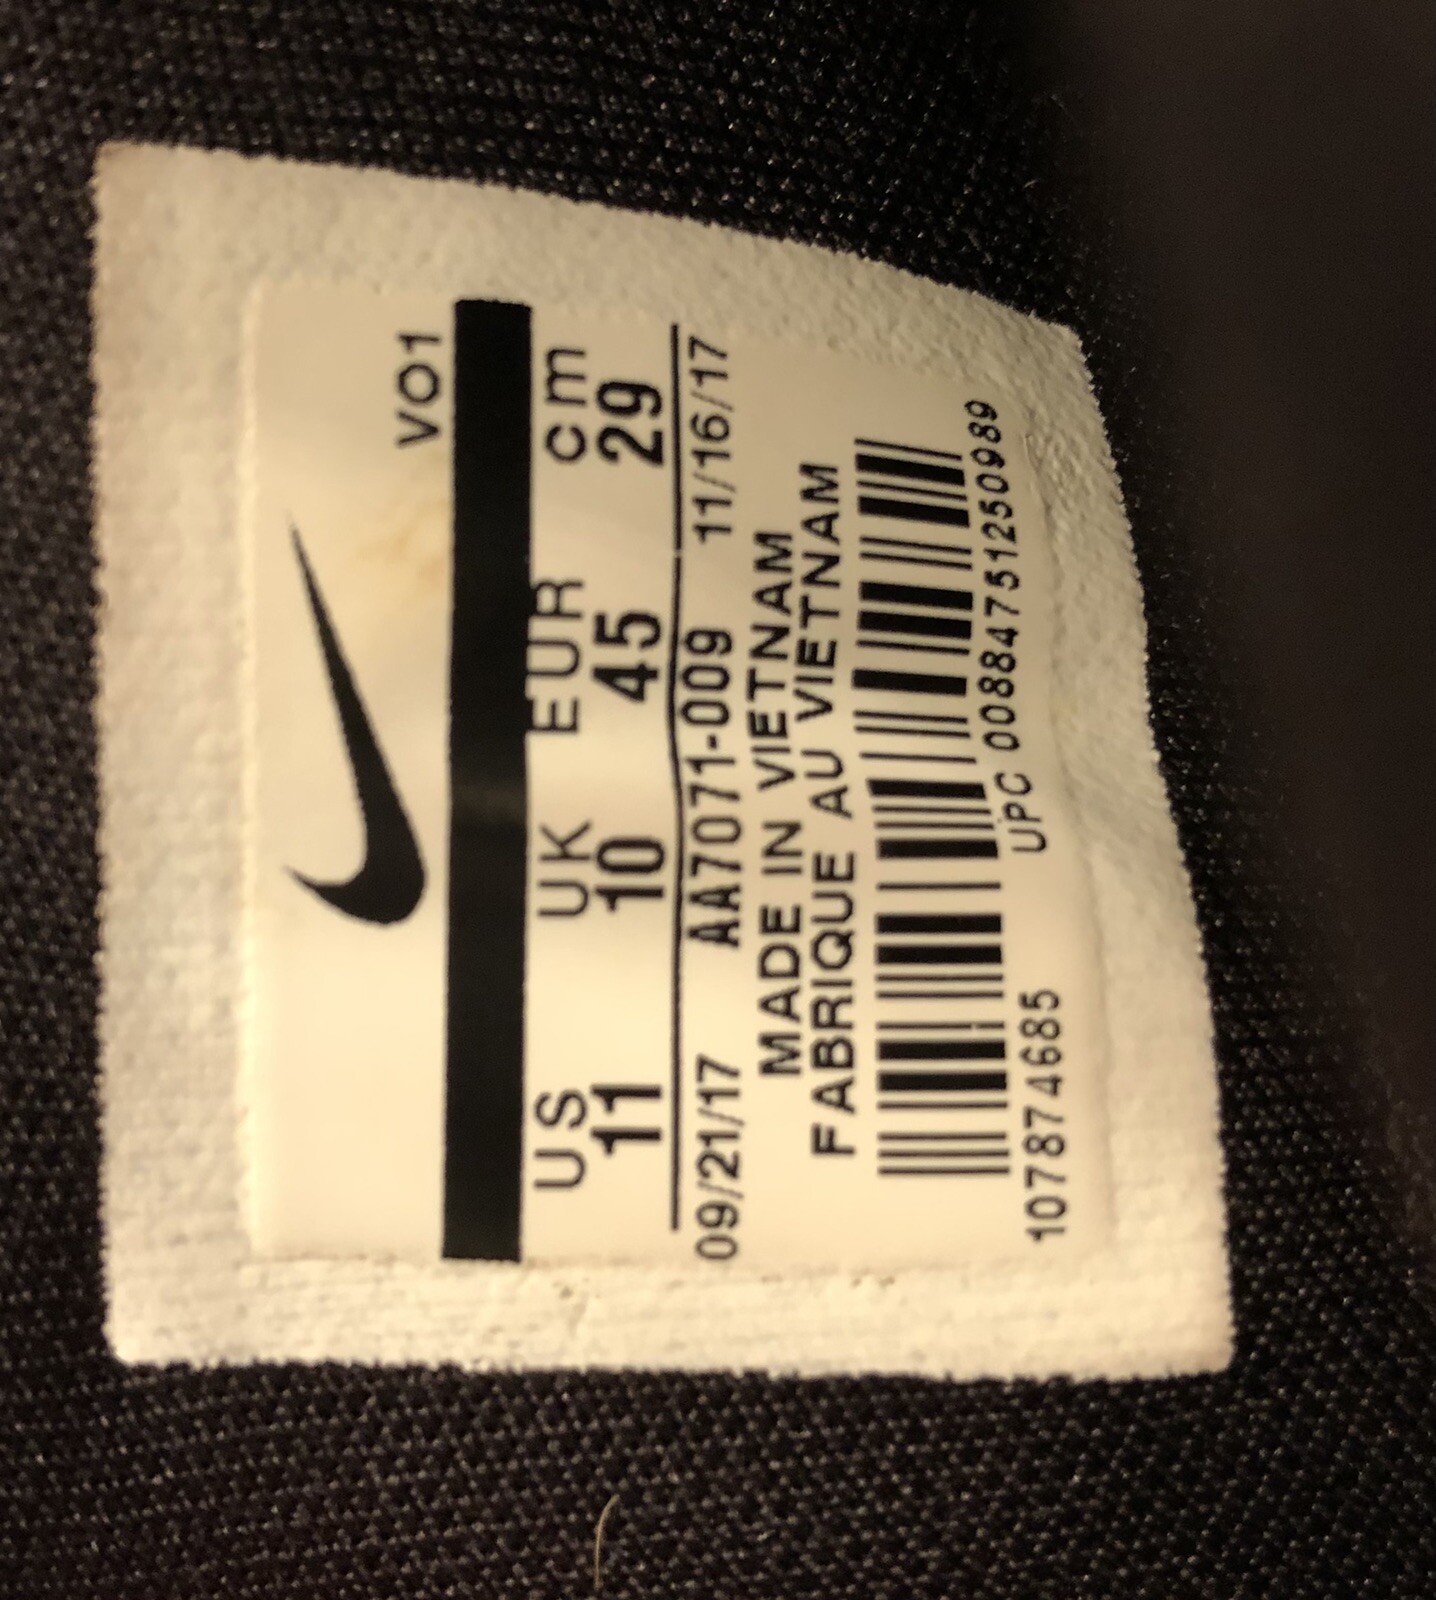 VO1
US UK EUR cm
11 10 45 29
09/21/17 AA7071-009 11/16/17
MADE IN VIETNAM
FABRIQUE AU VIETNAM
107874685 UPC 00884751250989